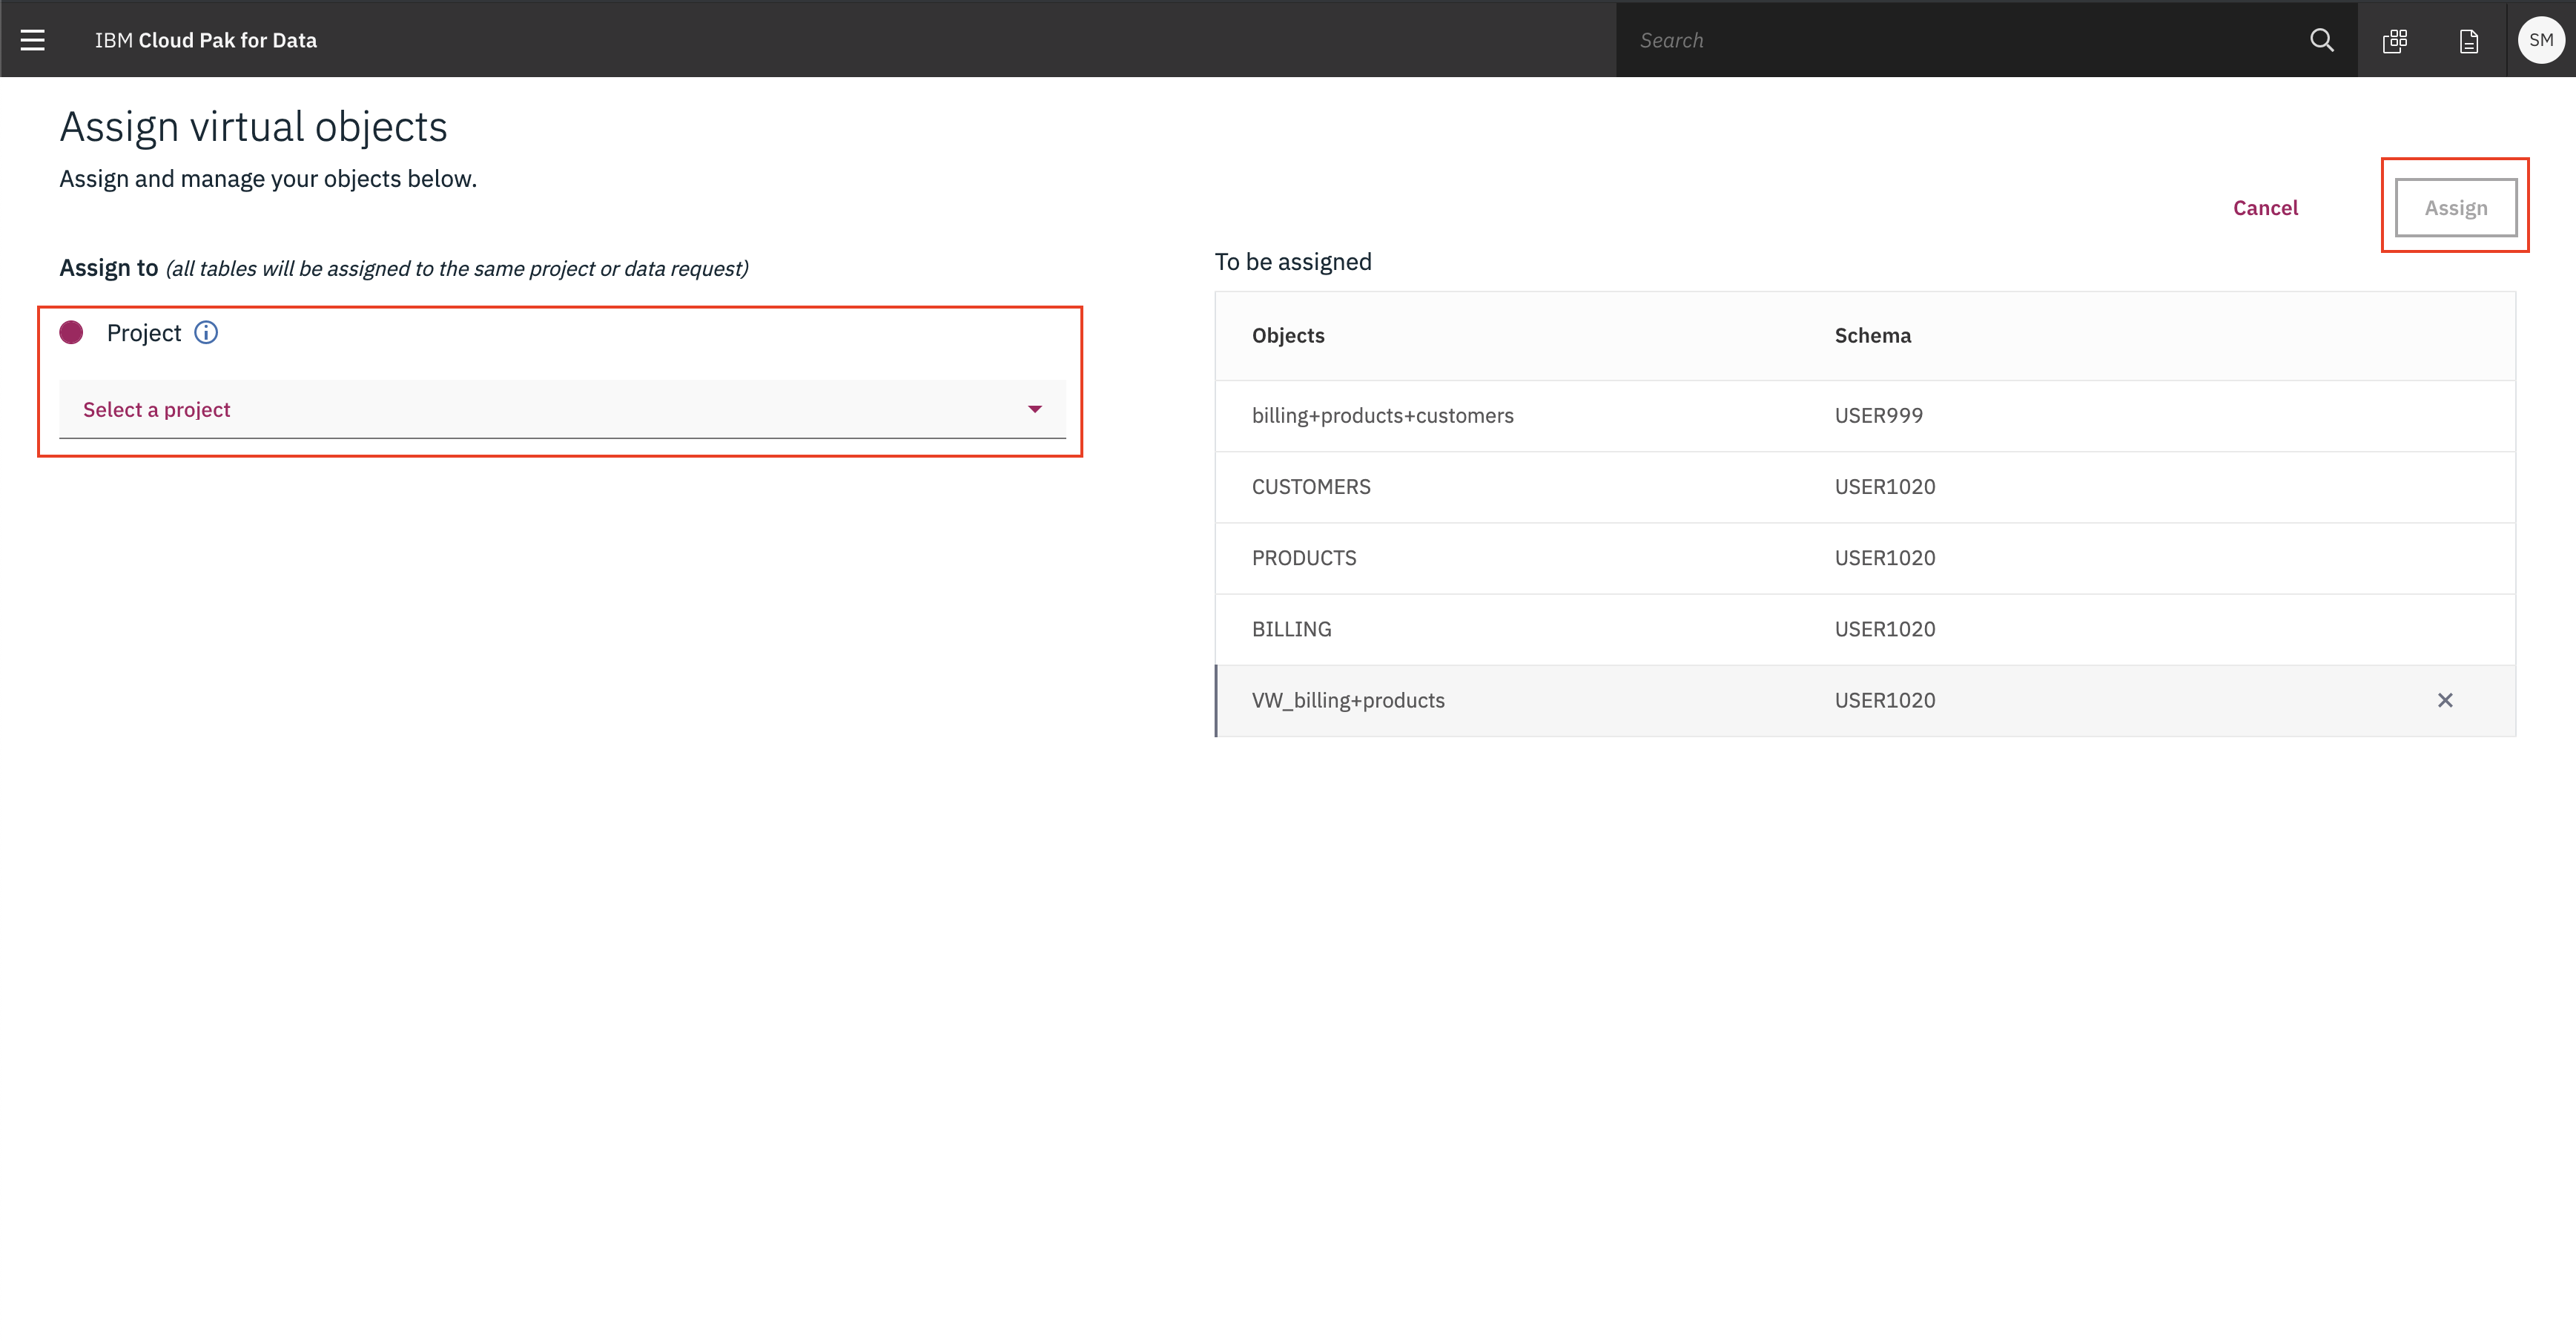 IBM Cloud Pak for Data
Search
SM
Assign virtual objects
Assign and manage your objects below.
Cancel
Assign
Assign to (all tables will be assigned to the same project or data request)
Project
Select a project
To be assigned
Objects Schema
billing+products+customers USER999
CUSTOMERS USER1020
PRODUCTS USER1020
BILLING USER1020
VW_billing+products USER1020